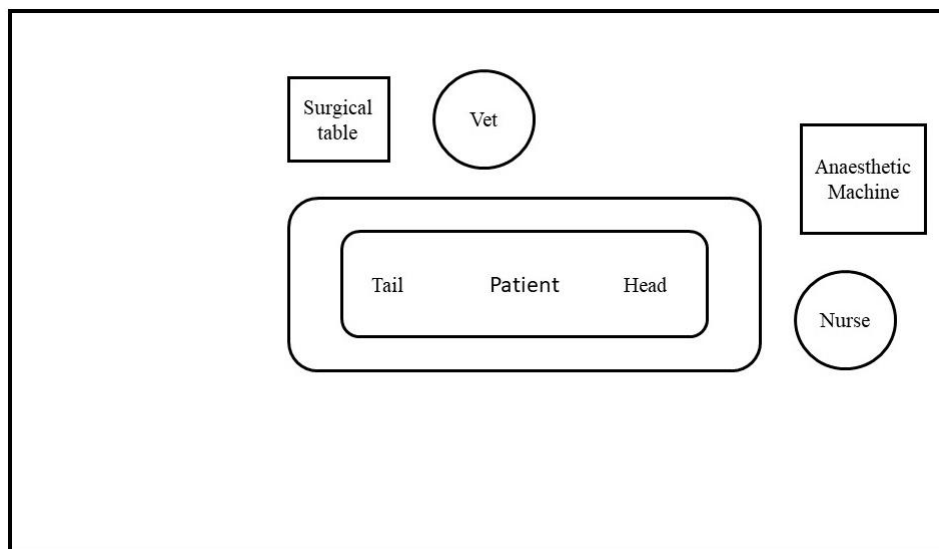 Surgical
table
Vet
Anaesthetic
Machine
Tail Patient Head
Nurse